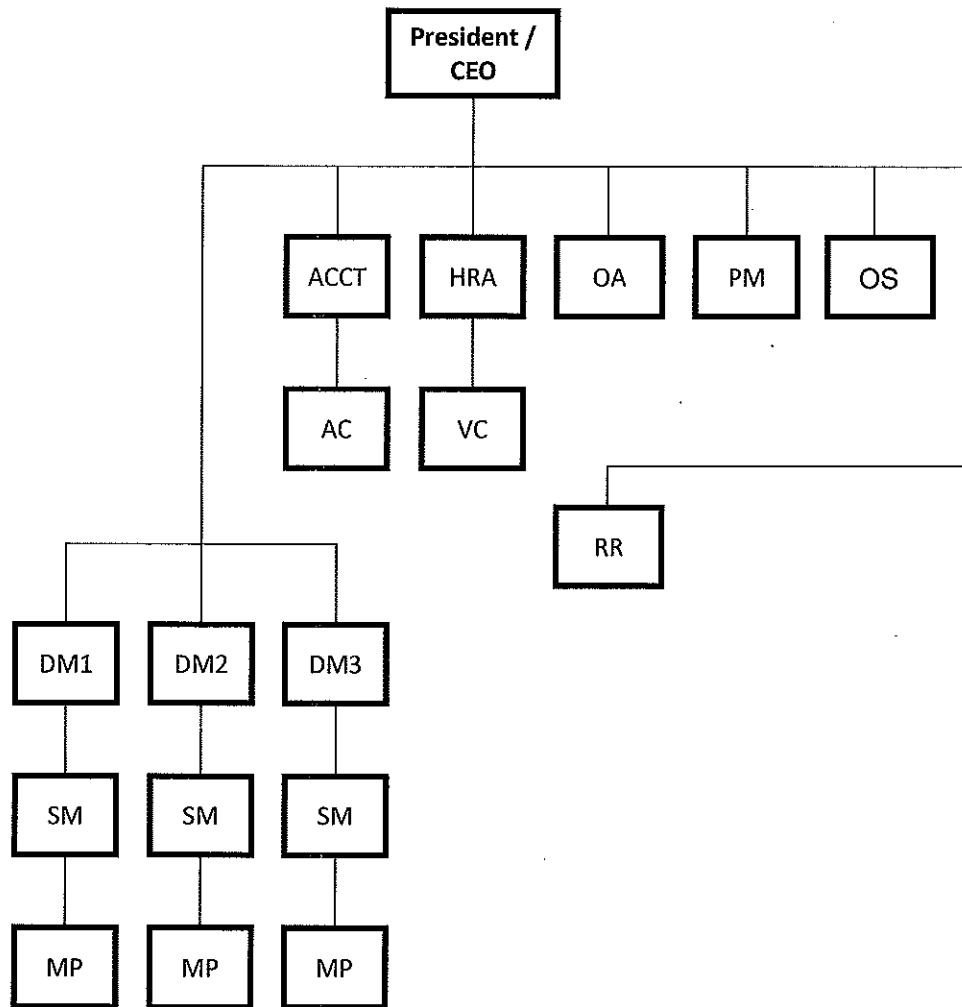 President /
CEO
ACCT
HRA
OA
PM
OS
AC
VC
RR
DM1
DM2
DM3
SM
SM
SM
MP
MP
MP